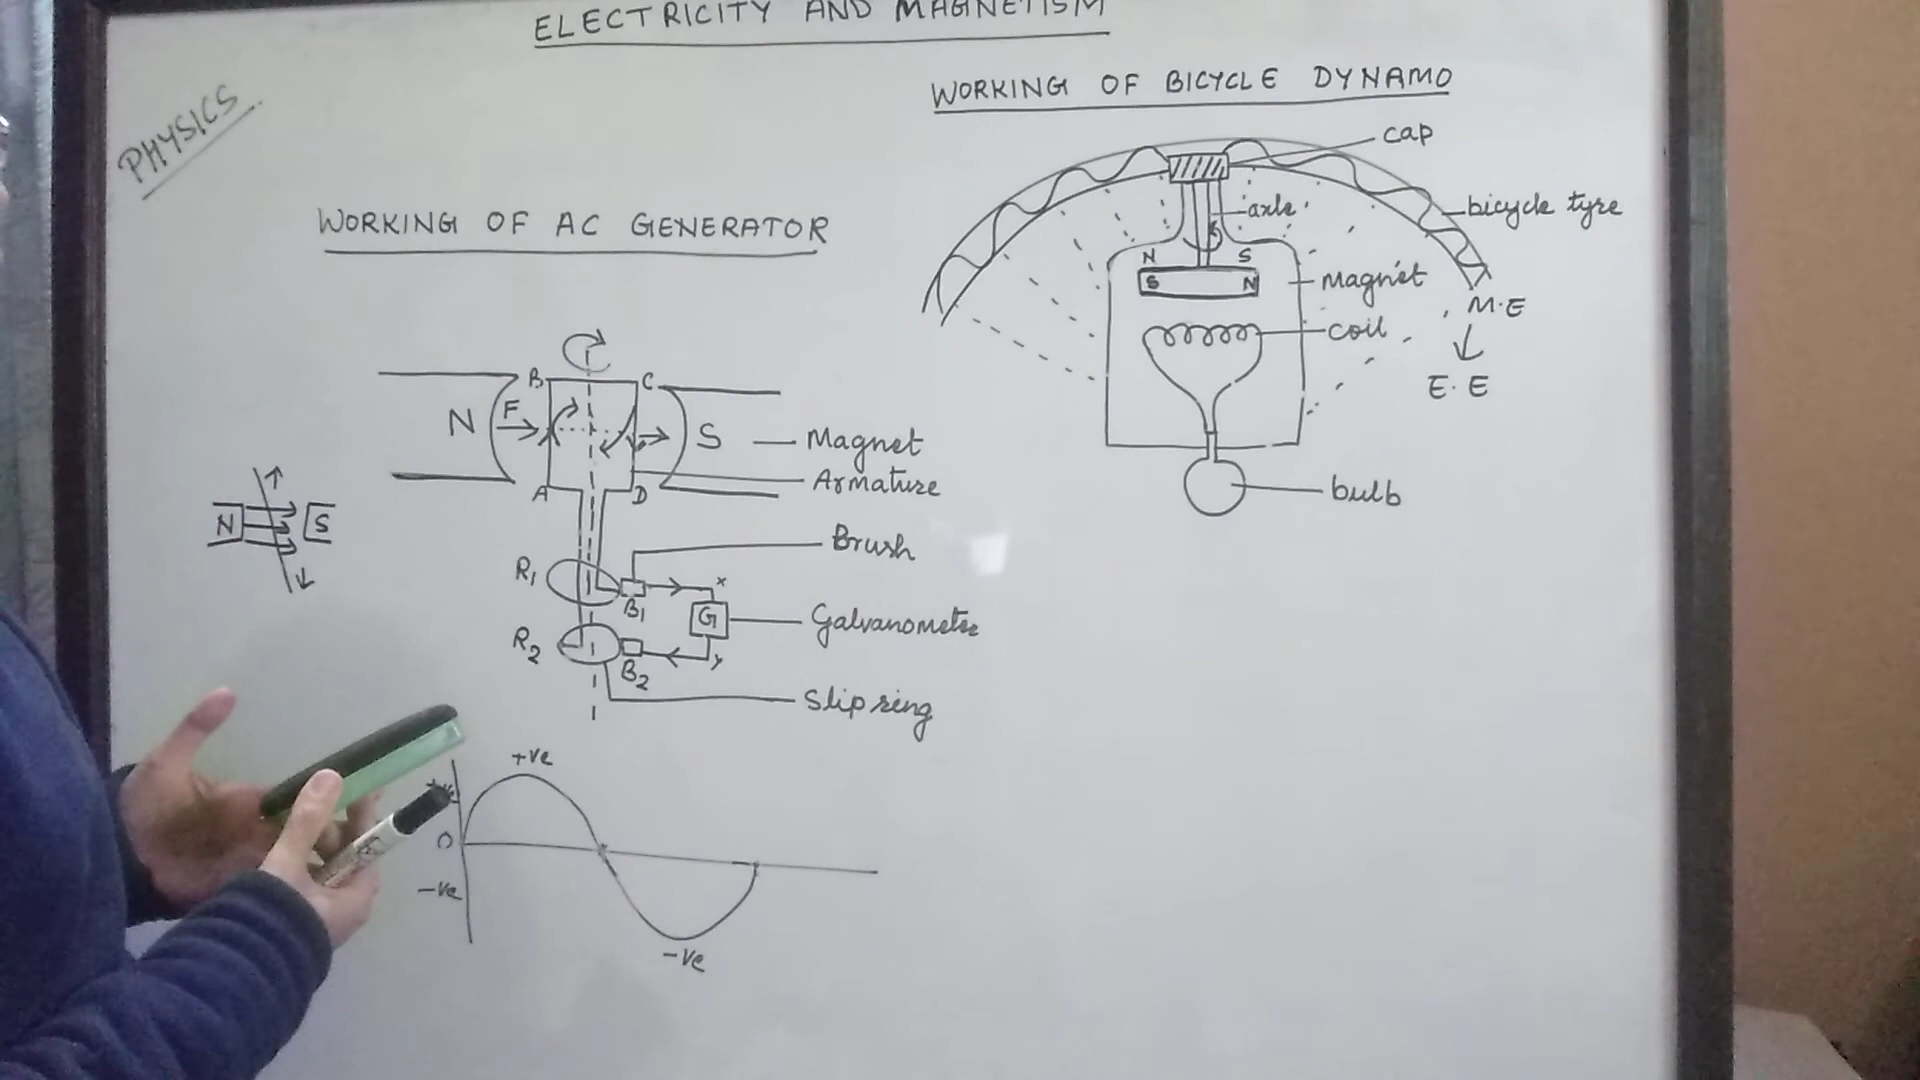 ELECTRICITY AND MAGNETISM
PHYSICS
WORKING OF AC GENERATOR
B C
N F S
Magnet
A D
Armature
N S
Brush
R1 B1 x
G Galvanometer
R2 B2 y
Slip ring
+ve
O
-ve
-ve
WORKING OF BICYCLE DYNAMO
cap
axle
bicycle tyre
N S
S N
Magnet
M.E
coil
E.E
bulb